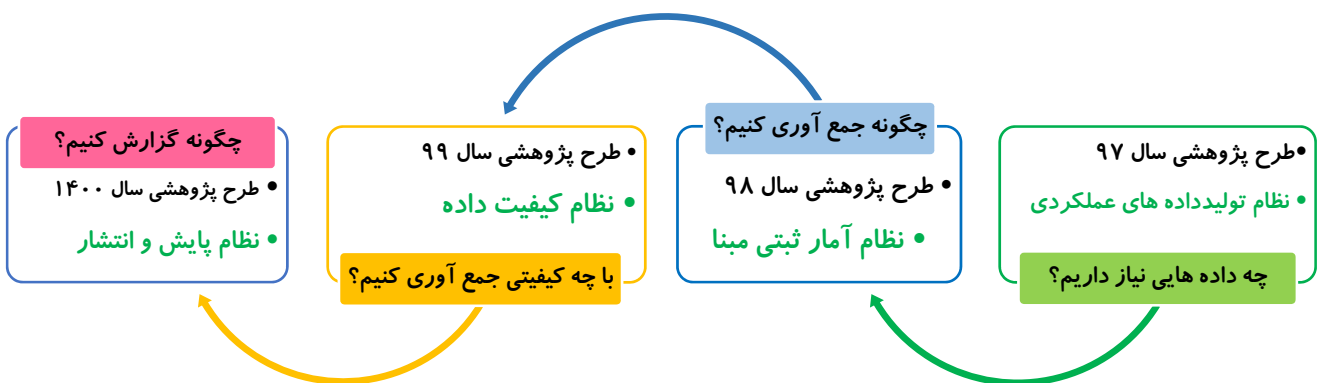 •طرح پژوهشی سال ۹۷
• نظام تولیدداده های عملکردی
چه داده هایی نیاز داریم؟
چگونه جمع آوری کنیم؟
• طرح پژوهشی سال ۹۸
• نظام آمار ثبتی مبنا
• طرح پژوهشی سال ۹۹
• نظام کیفیت داده
با چه کیفیتی جمع آوری کنیم؟
چگونه گزارش کنیم؟
• طرح پژوهشی سال ۱۴۰۰
• نظام پایش و انتشار